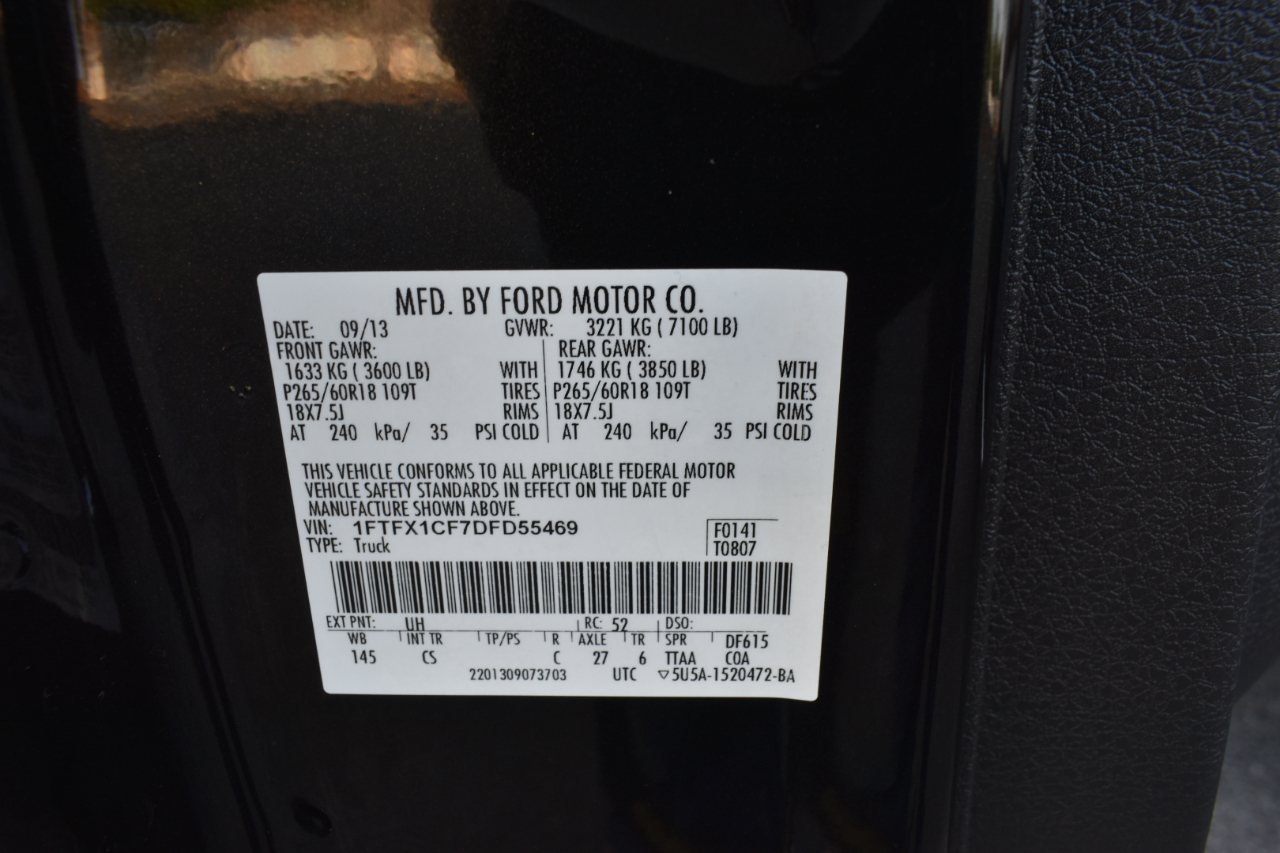 MFD. BY FORD MOTOR CO.
DATE: 09/13 GVWR: 3221 KG ( 7100 LB)
FRONT GAWR: REAR GAWR:
1633 KG ( 3600 LB) WITH 1746 KG ( 3850 LB) WITH
P265/60R18 109T TIRES P265/60R18 109T TIRES
18X7.5J RIMS 18X7.5J RIMS
AT 240 kPa/ 35 PSI COLD AT 240 kPa/ 35 PSI COLD
THIS VEHICLE CONFORMS TO ALL APPLICABLE FEDERAL MOTOR
VEHICLE SAFETY STANDARDS IN EFFECT ON THE DATE OF
MANUFACTURE SHOWN ABOVE.
VIN: 1FTFX1CF7DFD55469 F0141
TYPE: Truck T0807
EXT PNT: UH RC: 52 DSO:
WB INT TR TP/PS R AXLE TR SPR DF615
145 CS C 27 6 TTAA COA
2201309073703 UTC ▽5U5A-1520472-BA